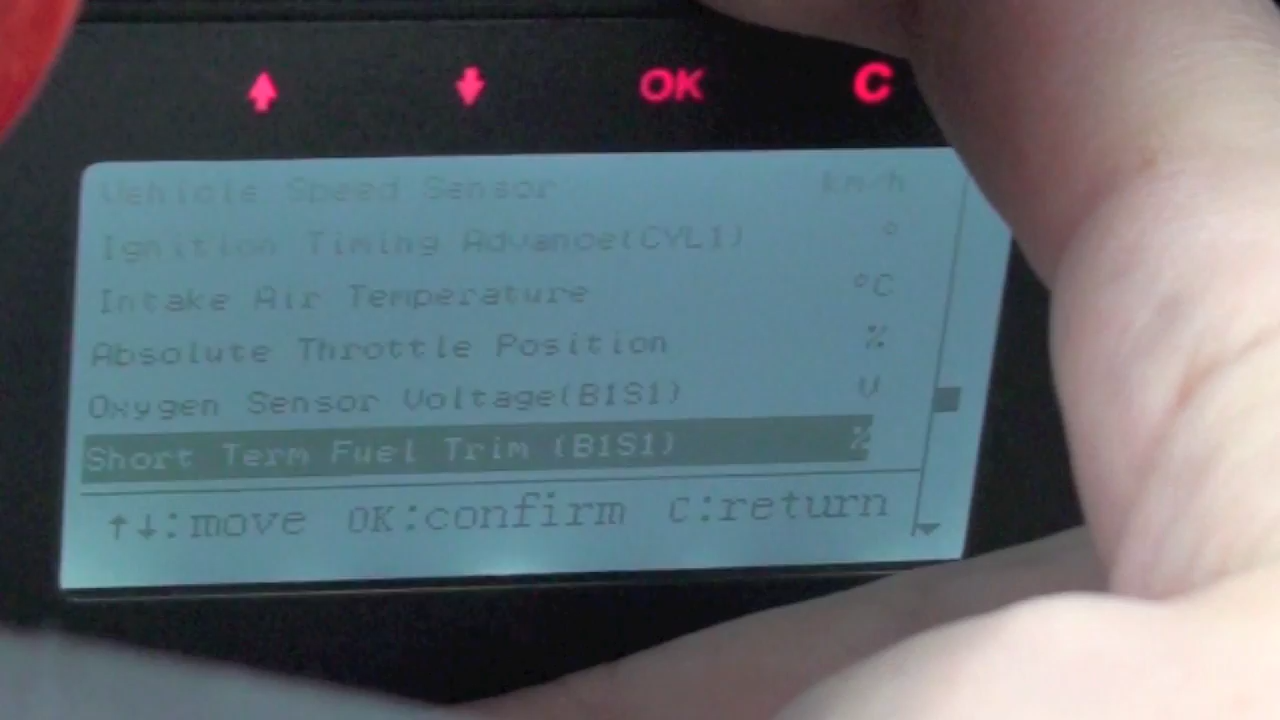 OK C
Vehicle Speed Sensor km/h
Ignition Timing Advance(CYL1) °
Intake Air Temperature °C
Absolute Throttle Position %
Oxygen Sensor Voltage(B1S1) V
Short Term Fuel Trim (B1S1) %
↑↓:move OK:confirm C:return